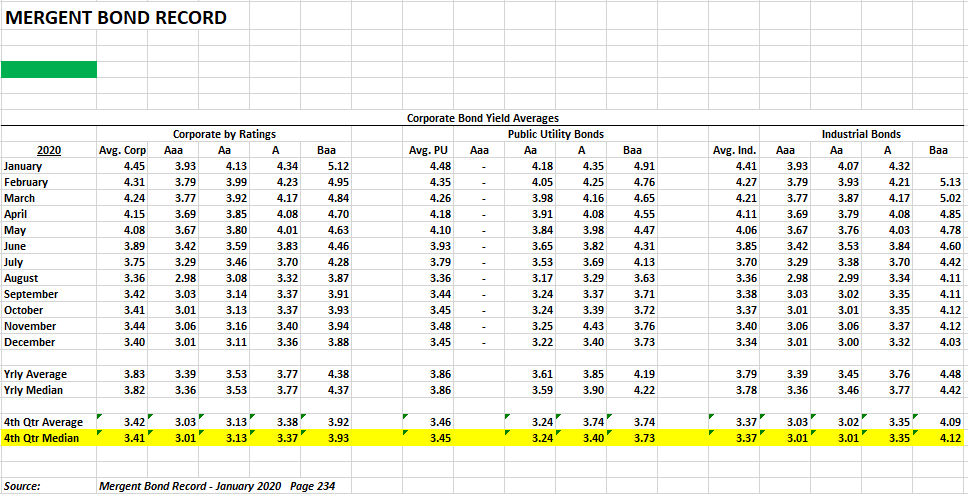 MERGENT BOND RECORD
Corporate Bond Yield Averages
Corporate by Ratings Public Utility Bonds Industrial Bonds
2020 Avg. Corp Aaa Aa A Baa Avg. PU Aaa Aa A Baa Avg. Ind. Aaa Aa A Baa
January 4.45 3.93 4.13 4.34 5.12 4.48 - 4.18 4.35 4.91 4.41 3.93 4.07 4.32
February 4.31 3.79 3.99 4.23 4.95 4.35 - 4.05 4.25 4.76 4.27 3.79 3.93 4.21 5.13
March 4.24 3.77 3.92 4.17 4.84 4.26 - 3.98 4.16 4.65 4.21 3.77 3.87 4.17 5.02
April 4.15 3.69 3.85 4.08 4.70 4.18 - 3.91 4.08 4.55 4.11 3.69 3.79 4.08 4.85
May 4.08 3.67 3.80 4.01 4.63 4.10 - 3.84 3.98 4.47 4.06 3.67 3.76 4.03 4.78
June 3.89 3.42 3.59 3.83 4.46 3.93 - 3.65 3.82 4.31 3.85 3.42 3.53 3.84 4.60
July 3.75 3.29 3.46 3.70 4.28 3.79 - 3.53 3.69 4.13 3.70 3.29 3.38 3.70 4.42
August 3.36 2.98 3.08 3.32 3.87 3.36 - 3.17 3.29 3.63 3.36 2.98 2.99 3.34 4.11
September 3.42 3.03 3.14 3.37 3.91 3.44 - 3.24 3.37 3.71 3.38 3.03 3.02 3.35 4.11
October 3.41 3.01 3.13 3.37 3.93 3.45 - 3.24 3.39 3.72 3.37 3.01 3.01 3.35 4.12
November 3.44 3.06 3.16 3.40 3.94 3.48 - 3.25 4.43 3.76 3.40 3.06 3.06 3.37 4.12
December 3.40 3.01 3.11 3.36 3.88 3.45 - 3.22 3.40 3.73 3.34 3.01 3.00 3.32 4.03
Yrly Average 3.83 3.39 3.53 3.77 4.38 3.86 3.61 3.85 4.19 3.79 3.39 3.45 3.76 4.48
Yrly Median 3.82 3.36 3.53 3.77 4.37 3.86 3.59 3.90 4.22 3.78 3.36 3.46 3.77 4.42
4th Qtr Average 3.42 3.03 3.13 3.38 3.92 3.46 3.24 3.74 3.74 3.37 3.03 3.02 3.35 4.09
4th Qtr Median 3.41 3.01 3.13 3.37 3.93 3.45 3.24 3.40 3.73 3.37 3.01 3.01 3.35 4.12
Source: Mergent Bond Record - January 2020 Page 234